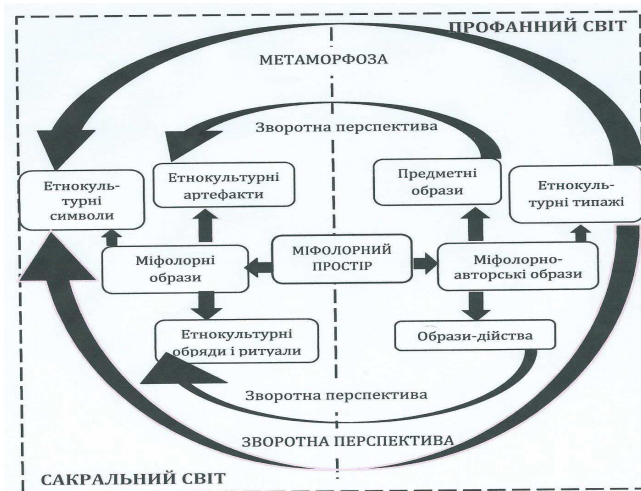 ПРОФАННИЙ СВІТ
МЕТАМОРФОЗА
Зворотна перспектива
Етнокуль-
турні
символи
Етнокультурні
артефакти
Предметні
образи
Етнокуль-
турні типажі
Міфолорні
образи
МІФОЛОРНИЙ
ПРОСТІР
Міфолорно-
авторські образи
Етнокультурні
обряди і ритуали
Образи-дійства
Зворотна перспектива
ЗВОРОТНА ПЕРСПЕКТИВА
САКРАЛЬНИЙ СВІТ